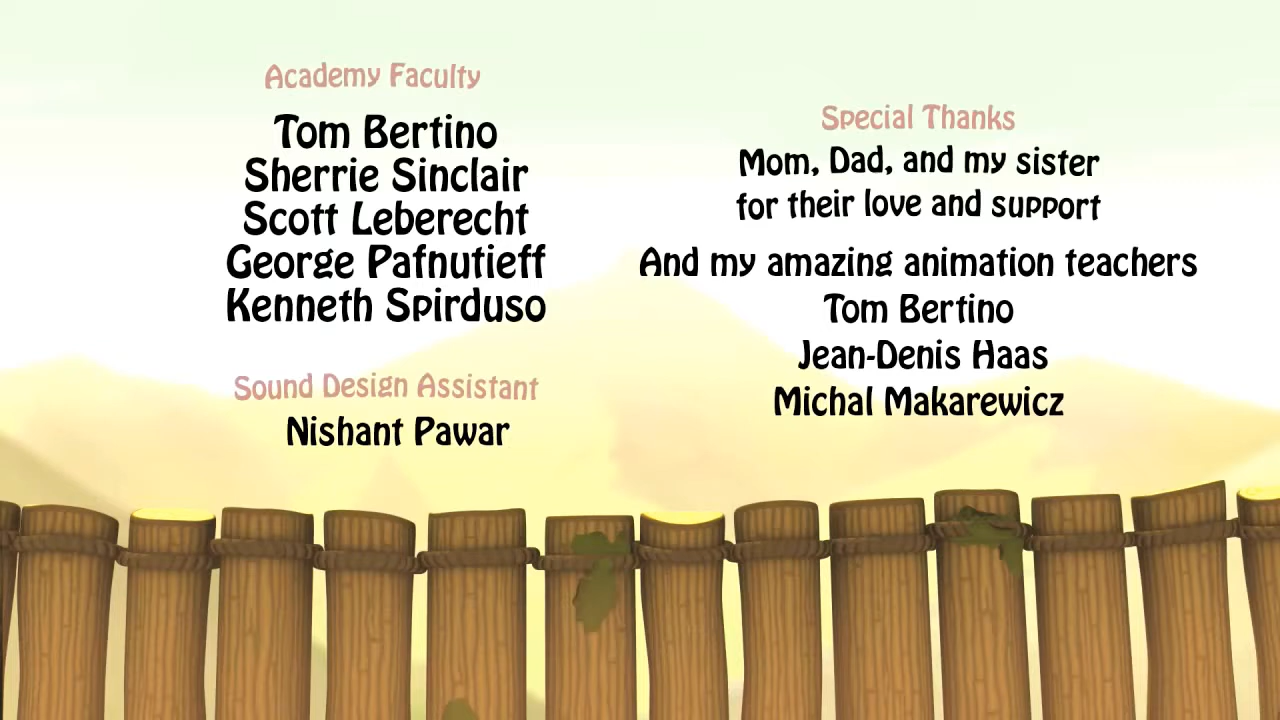 Academy Faculty
Tom Bertino
Sherrie Sinclair
Scott Leberecht
George Pafnutieff
Kenneth Spirduso
Sound Design Assistant
Nishant Pawar
Special Thanks
Mom, Dad, and my sister
for their love and support
And my amazing animation teachers
Tom Bertino
Jean-Denis Haas
Michal Makarewicz